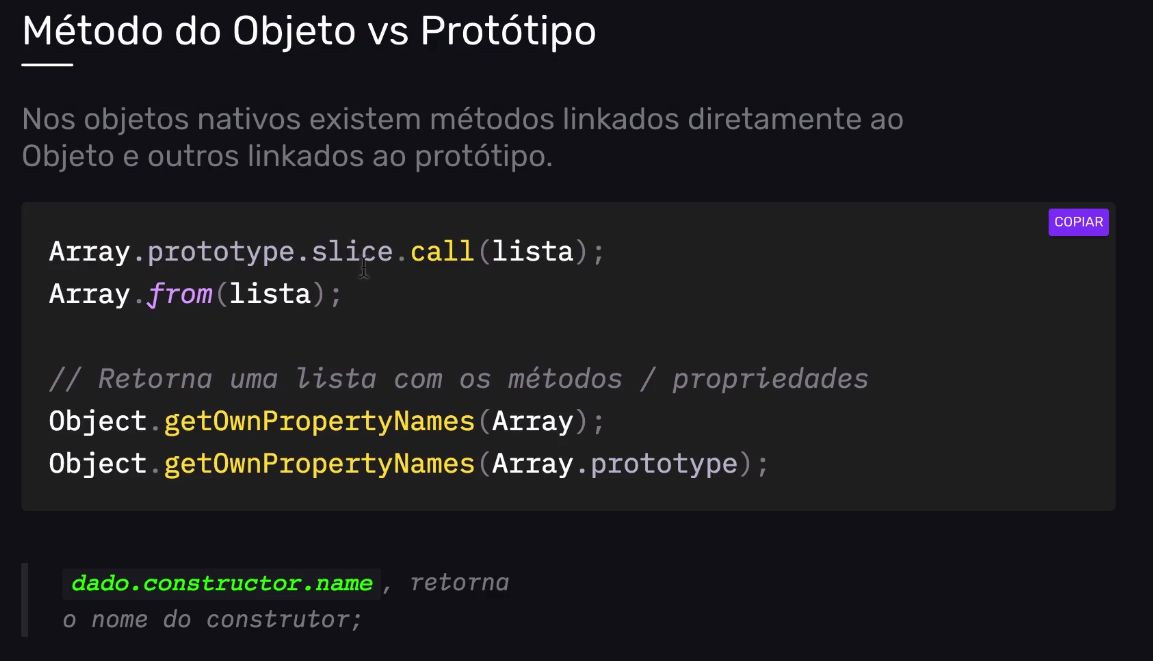 Método do Objeto vs Protótipo
Nos objetos nativos existem métodos linkados diretamente ao
Objeto e outros linkados ao protótipo.
COPIAR
Array.prototype.slice.call(lista);
Array.from(lista);
// Retorna uma lista com os métodos / propriedades
Object.getOwnPropertyNames(Array);
Object.getOwnPropertyNames(Array.prototype);
dado.constructor.name, retorna
o nome do construtor;